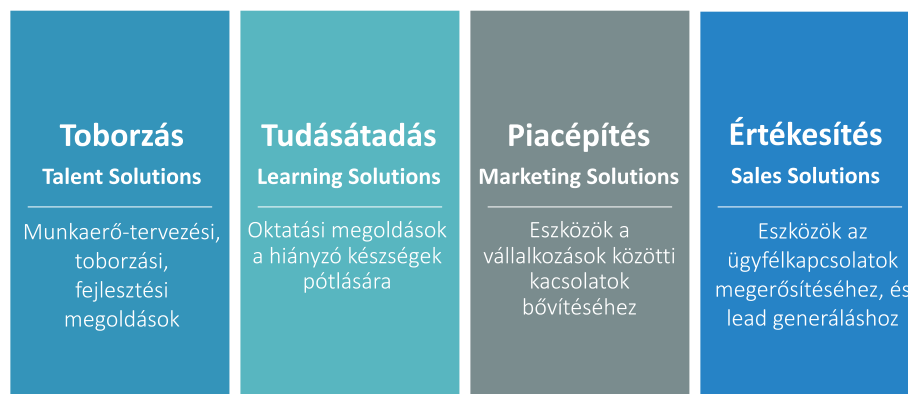 Toborzás
Talent Solutions
Munkaerő-tervezési,
toborzási,
fejlesztési
megoldások
Tudásátadás
Learning Solutions
Oktatási megoldások
a hiányzó készségek
pótlására
Piacépítés
Marketing Solutions
Eszközök a
vállalkozások közötti
kacsolatok
bővítéséhez
Értékesítés
Sales Solutions
Eszközök az
ügyfélkapcsolatok
megerősítéséhez, és
lead generáláshoz